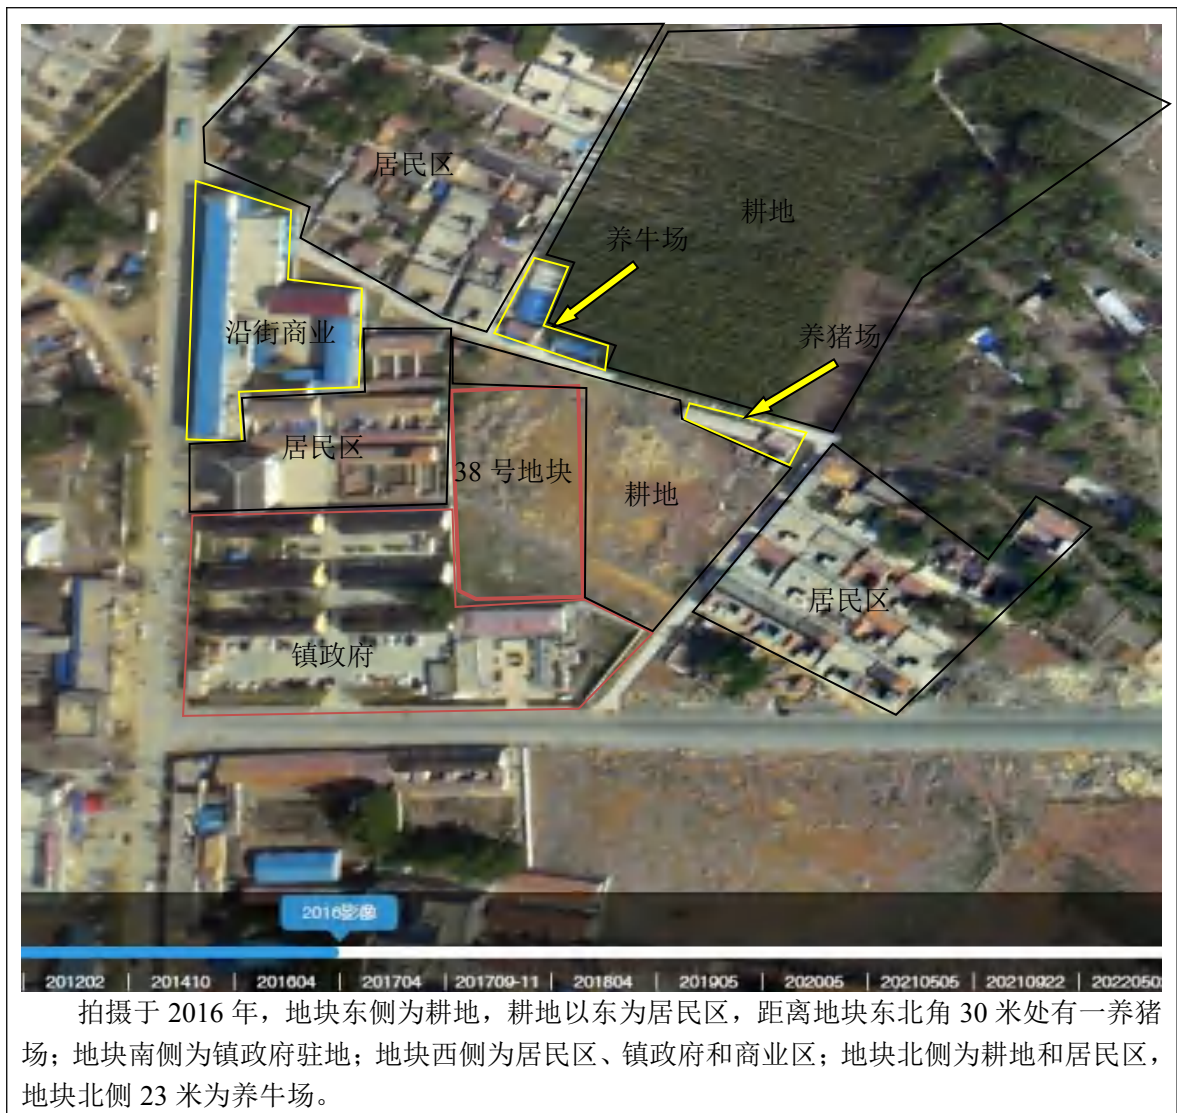 居民区
耕地
养牛场
沿街商业
养猪场
居民区
38 号地块
耕地
居民区
镇政府
2016影像
201202 | 201410 | 201604 | 201704 | 201709-11 | 201804 | 201905 | 202005 | 20210505 | 20210922 | 2022050
拍摄于 2016 年，地块东侧为耕地，耕地以东为居民区，距离地块东北角 30 米处有一养猪
场；地块南侧为镇政府驻地；地块西侧为居民区、镇政府和商业区；地块北侧为耕地和居民区，
地块北侧 23 米为养牛场。